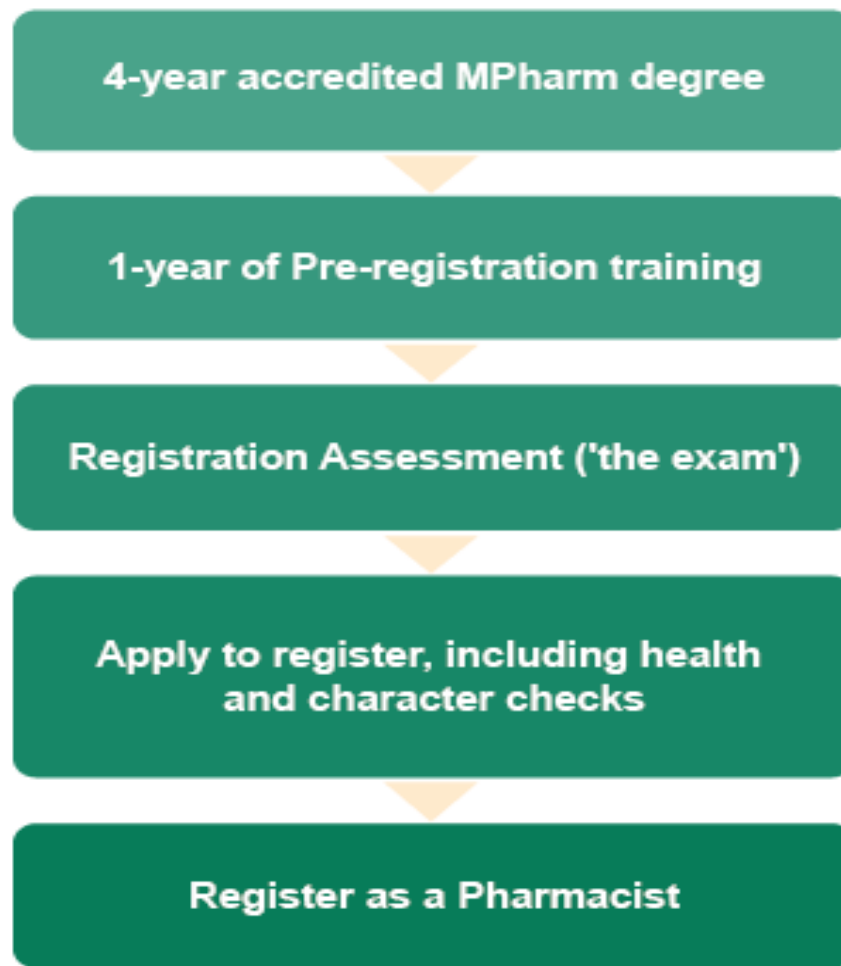 4-year accredited MPharm degree
1-year of Pre-registration training
Registration Assessment ('the exam')
Apply to register, including health
and character checks
Register as a Pharmacist